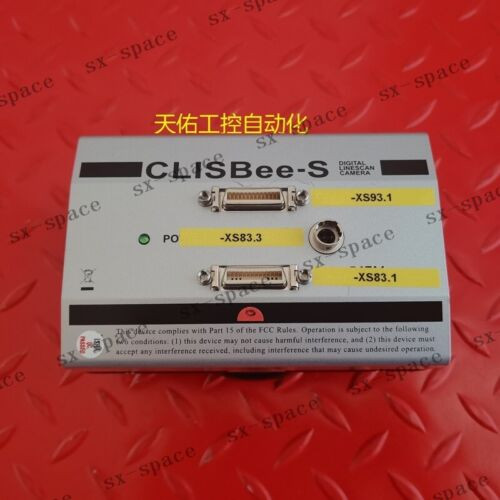 sx-space
sx-space
sx-space
天佑工控自动化
CLISBee-S
DIGITAL
LINESCAN
CAMERA
-XS93.1
PO
-XS83.3
-XS83.1
This device complies with Part 15 of the FCC Rules. Operation is subject to the following
two conditions: (1) this device may not cause harmful interference, and (2) this device must
accept any interference received, including interference that may cause undesired operation.
sx-space
sx-space
sx-space